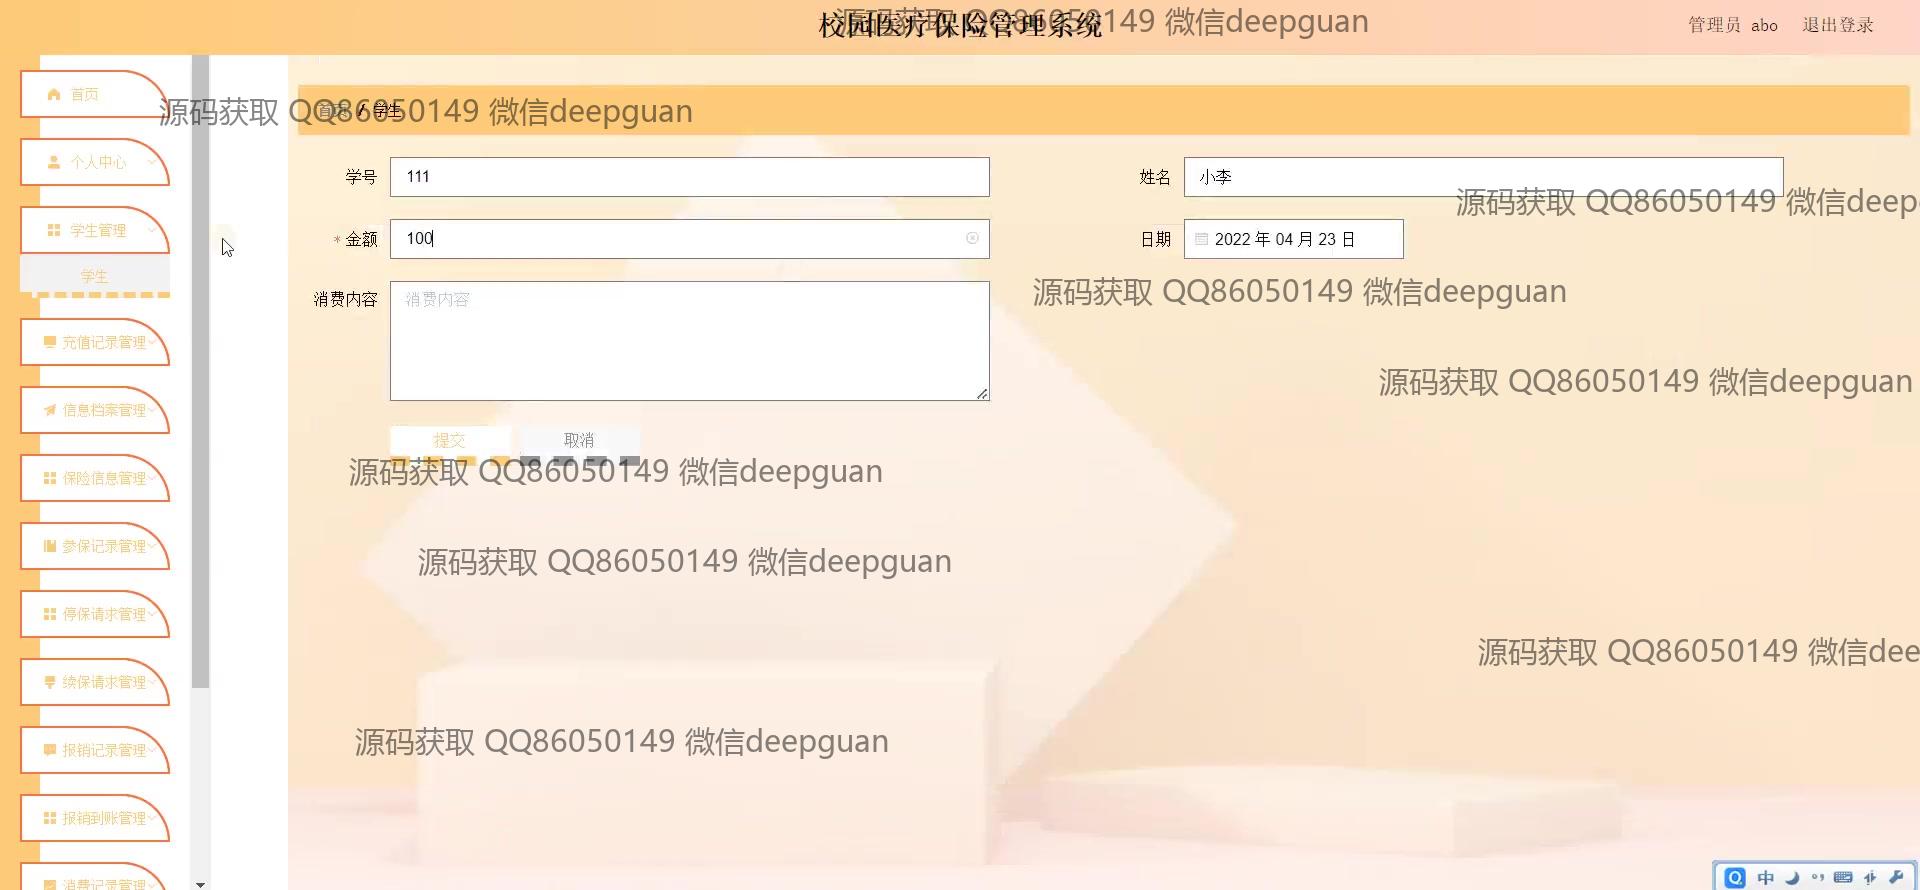 校园医疗保险管理系统
源码获取 QQ86050149 微信deepguan
管理员 abo
退出登录
首页
首页 / 学生
源码获取 QQ86050149 微信deepguan
个人中心
学号 111
姓名 小李
源码获取 QQ86050149 微信deep
学生管理
* 金额 100
日期 2022 年 04 月 23 日
学生
消费内容 消费内容
源码获取 QQ86050149 微信deepguan
充值记录管理
源码获取 QQ86050149 微信deepguan
信息档案管理
提交 取消
源码获取 QQ86050149 微信deepguan
保险信息管理
参保记录管理
源码获取 QQ86050149 微信deepguan
停保请求管理
源码获取 QQ86050149 微信dee
续保请求管理
源码获取 QQ86050149 微信deepguan
报销记录管理
报销到账管理
消费记录管理
中